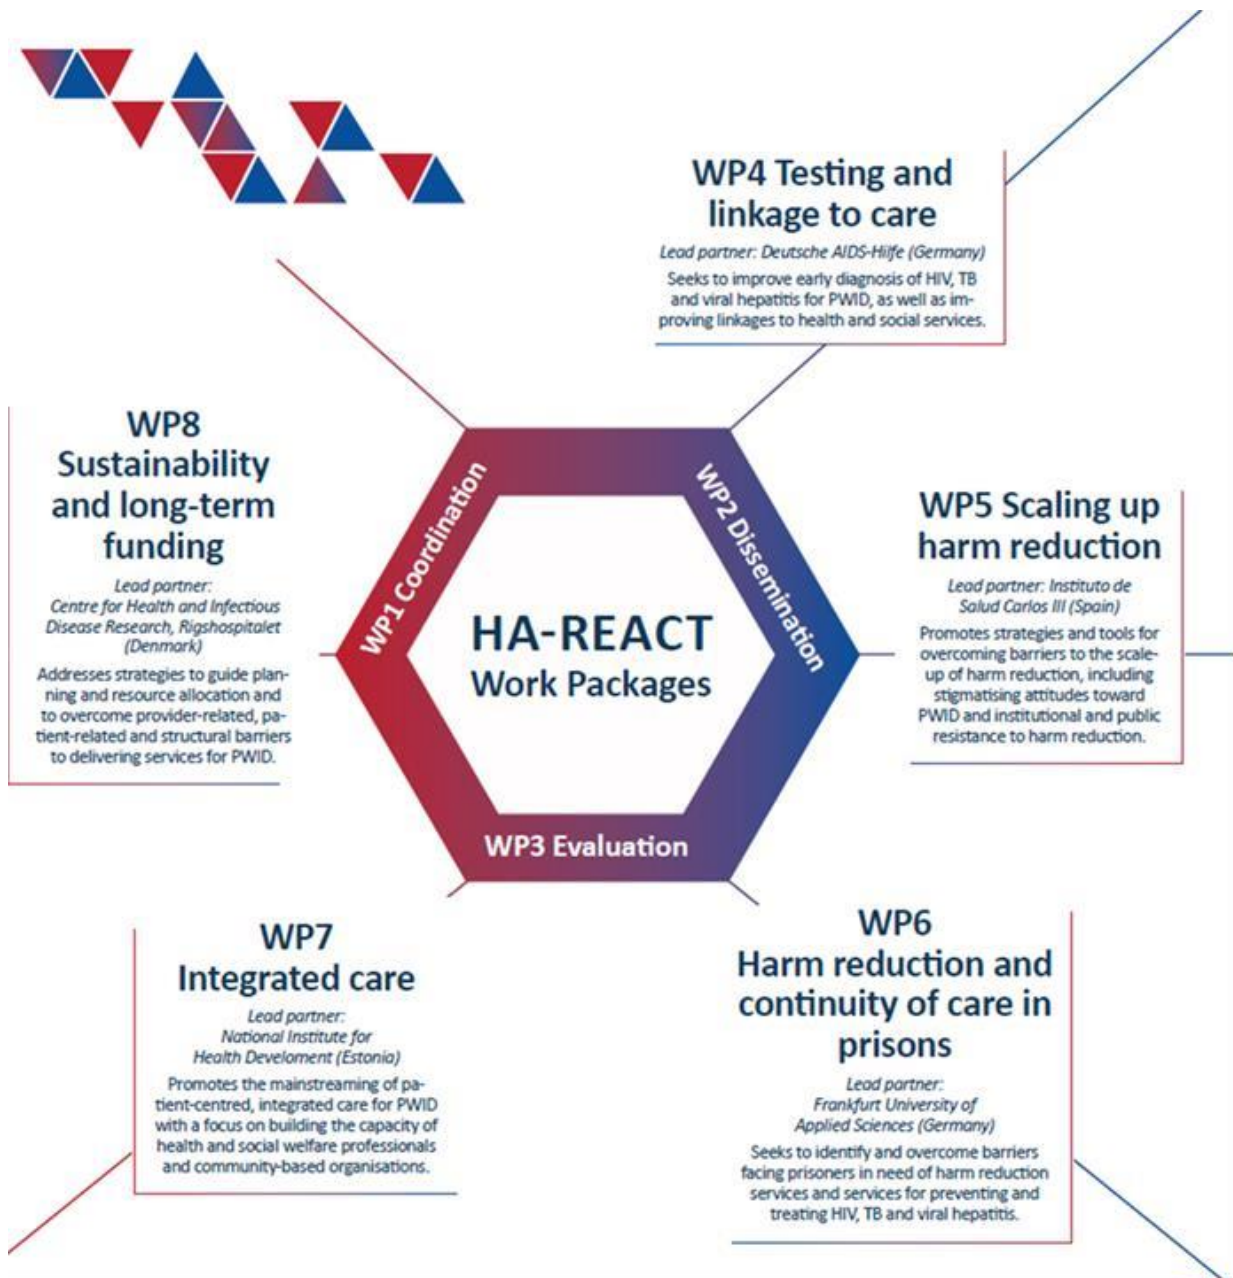 WP4 Testing and
linkage to care
Lead partner: Deutsche AIDS-Hilfe (Germany)
Seeks to improve early diagnosis of HIV, TB
and viral hepatitis for PWID, as well as im-
proving linkages to health and social services.
WP8
Sustainability
and long-term
funding
Lead partner:
Centre for Health and Infectious
Disease Research, Rigshospitalet
(Denmark)
Addresses strategies to guide plan-
ning and resource allocation and
to overcome provider-related, pa-
tient-related and structural barriers
to delivering services for PWID.
WP1 Coordination
WP2 Dissemination
HA-REACT
Work Packages
WP3 Evaluation
WP5 Scaling up
harm reduction
Lead partner: Instituto de
Salud Carlos III (Spain)
Promotes strategies and tools for
overcoming barriers to the scale-
up of harm reduction, including
stigmatising attitudes toward
PWID and institutional and public
resistance to harm reduction.
WP7
Integrated care
Lead partner:
National Institute for
Health Develoment (Estonia)
Promotes the mainstreaming of pa-
tient-centred, integrated care for PWID
with a focus on building the capacity of
health and social welfare professionals
and community-based organisations.
WP6
Harm reduction and
continuity of care in
prisons
Lead partner:
Frankfurt University of
Applied Sciences (Germany)
Seeks to identify and overcome barriers
facing prisoners in need of harm reduction
services and services for preventing and
treating HIV, TB and viral hepatitis.